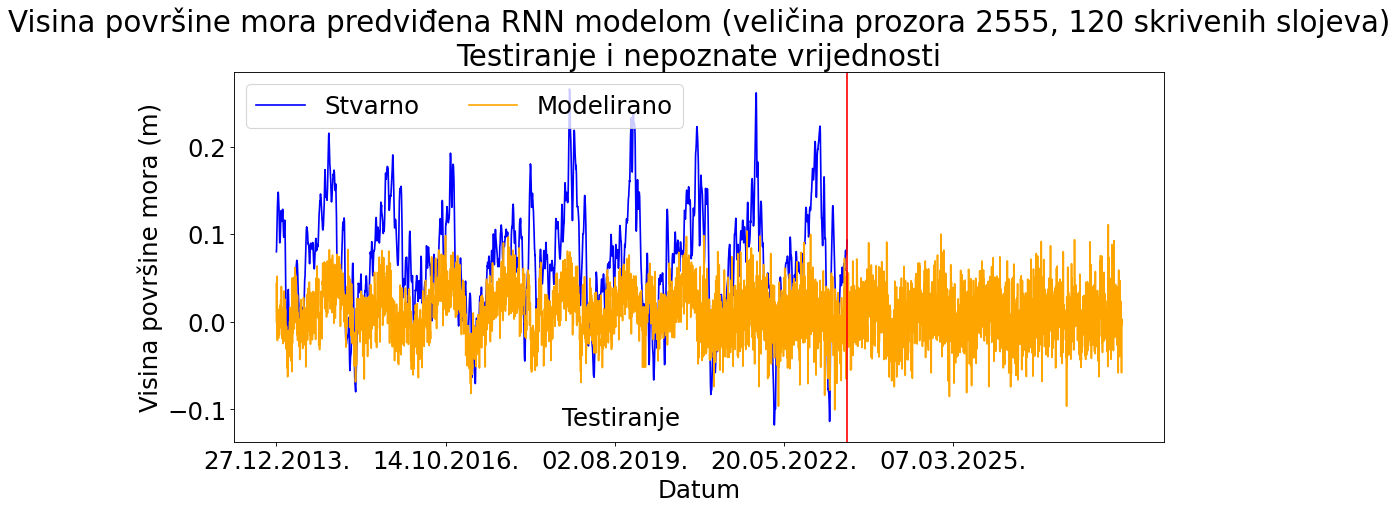 Visina površine mora predviđena RNN modelom (veličina prozora 2555, 120 skrivenih slojeva)
Testiranje i nepoznate vrijednosti
Stvarno
Modelirano
Visina površine mora (m)
0.2
0.1
0.0
−0.1
Testiranje
27.12.2013.
14.10.2016.
02.08.2019.
20.05.2022.
07.03.2025.
Datum